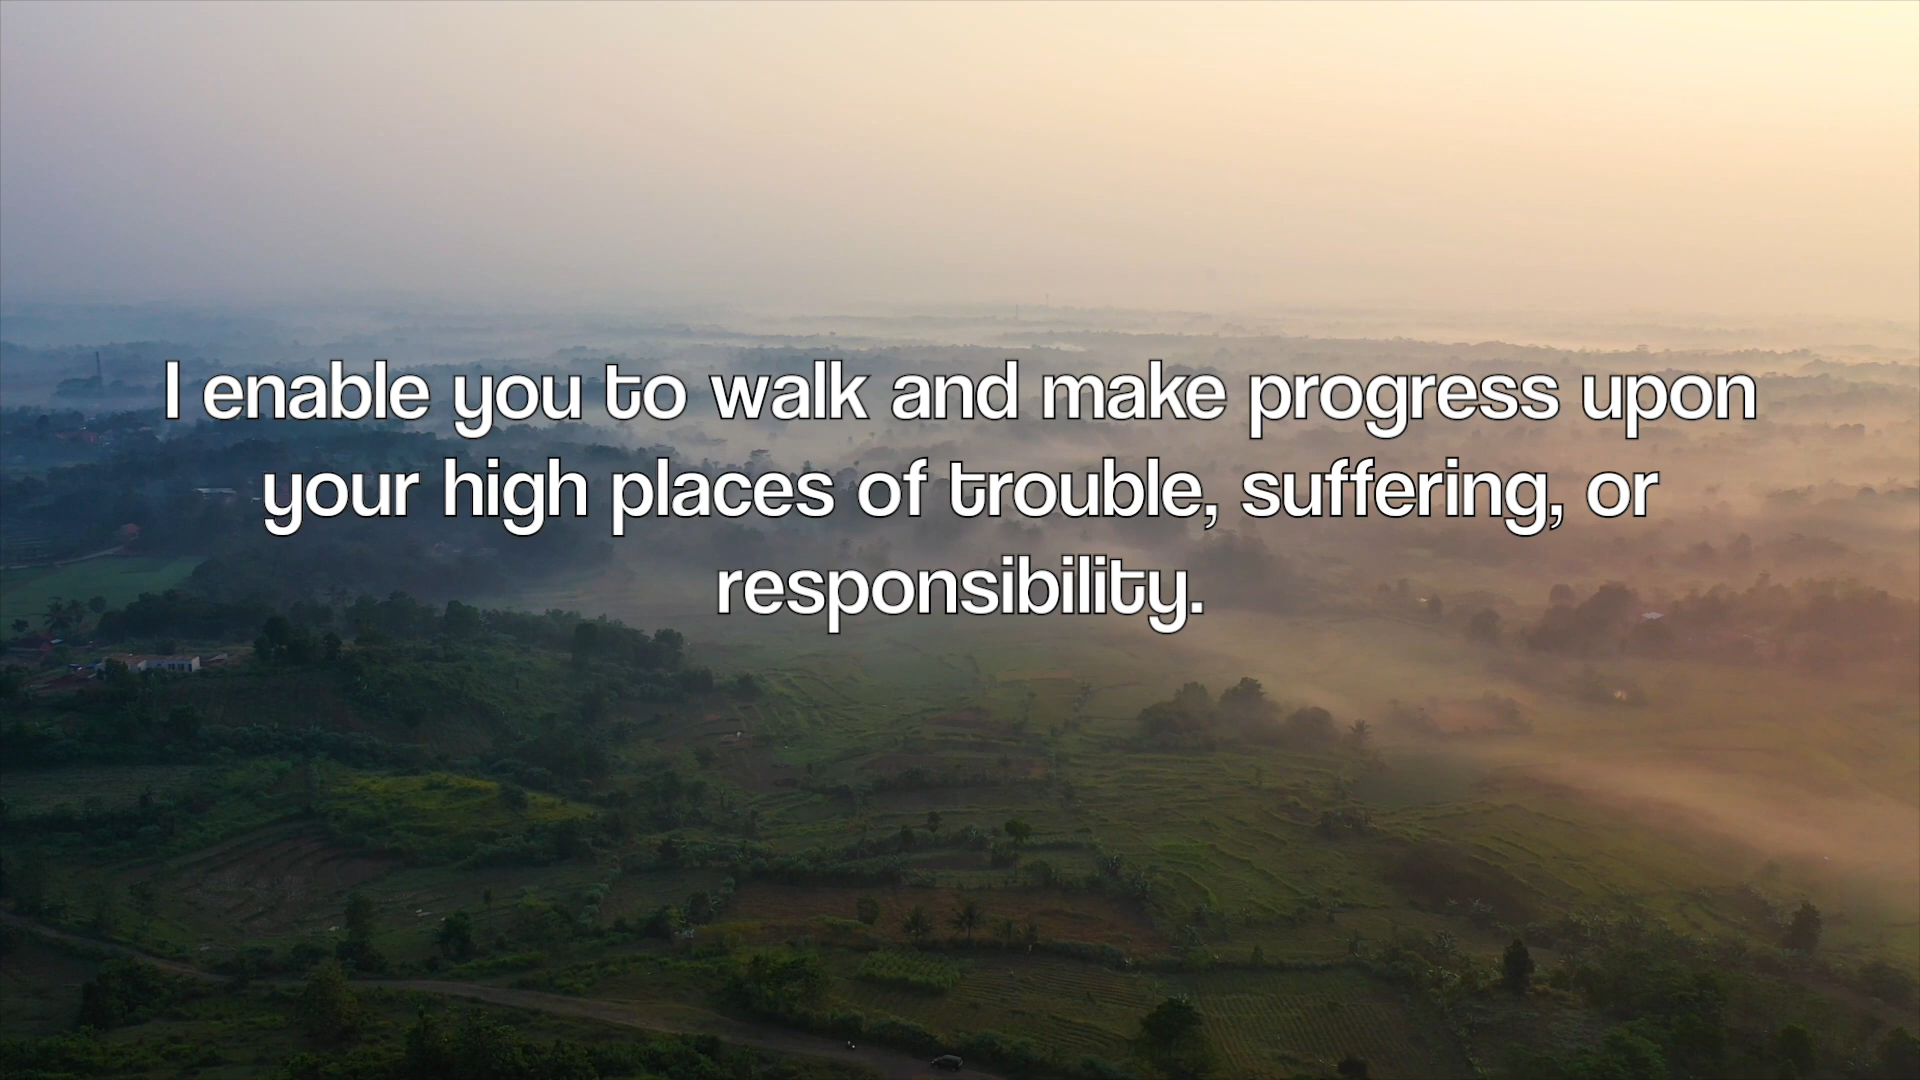 I enable you to walk and make progress upon
your high places of trouble, suffering, or
responsibility.